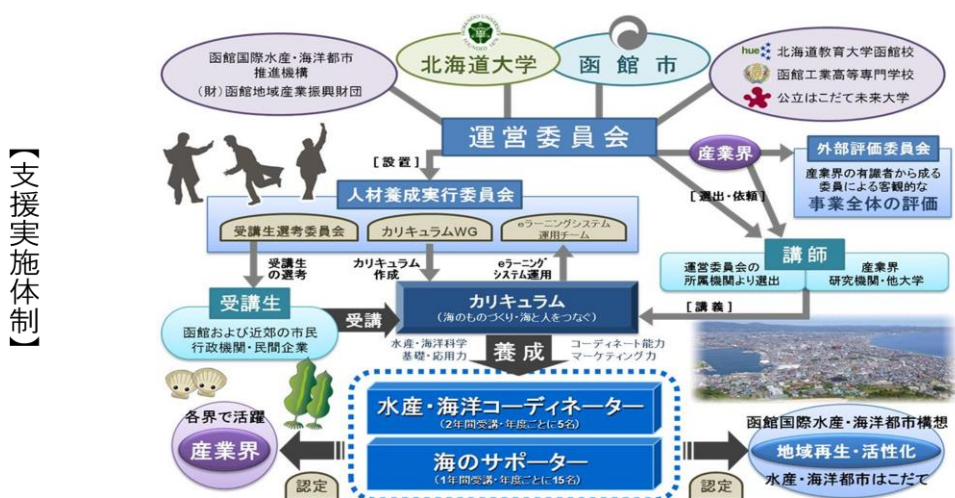 【支援実施体制】
函館国際水産・海洋都市
推進機構
(財)函館地域産業振興財団
北海道大学
函館市
hue 北海道教育大学函館校
函館工業高等専門学校
公立はこだて未来大学
運営委員会
産業界
外部評価委員会
産業界の有識者から成る
委員による客観的な
事業全体の評価
[設置]
[選出・依頼]
人材養成実行委員会
受講生選考委員会
カリキュラムWG
eラーニングシステム
運用チーム
受講生
の選考
カリキュラム
作成
eラーニング
システム運用
講師
運営委員会の
所属機関より選出
産業界
研究機関・他大学
受講生
函館および近郊の市民
行政機関・民間企業
受講
カリキュラム
(海のものづくり・海と人をつなぐ)
[講義]
水産・海洋科学
基礎・応用力
養成
コーディネート能力
マーケティング力
水産・海洋コーディネーター
(2年間受講・年度ごとに5名)
海のサポーター
(1年間受講・年度ごとに15名)
各界で活躍
産業界
認定
認定
函館国際水産・海洋都市構想
地域再生・活性化
水産・海洋都市はこだて